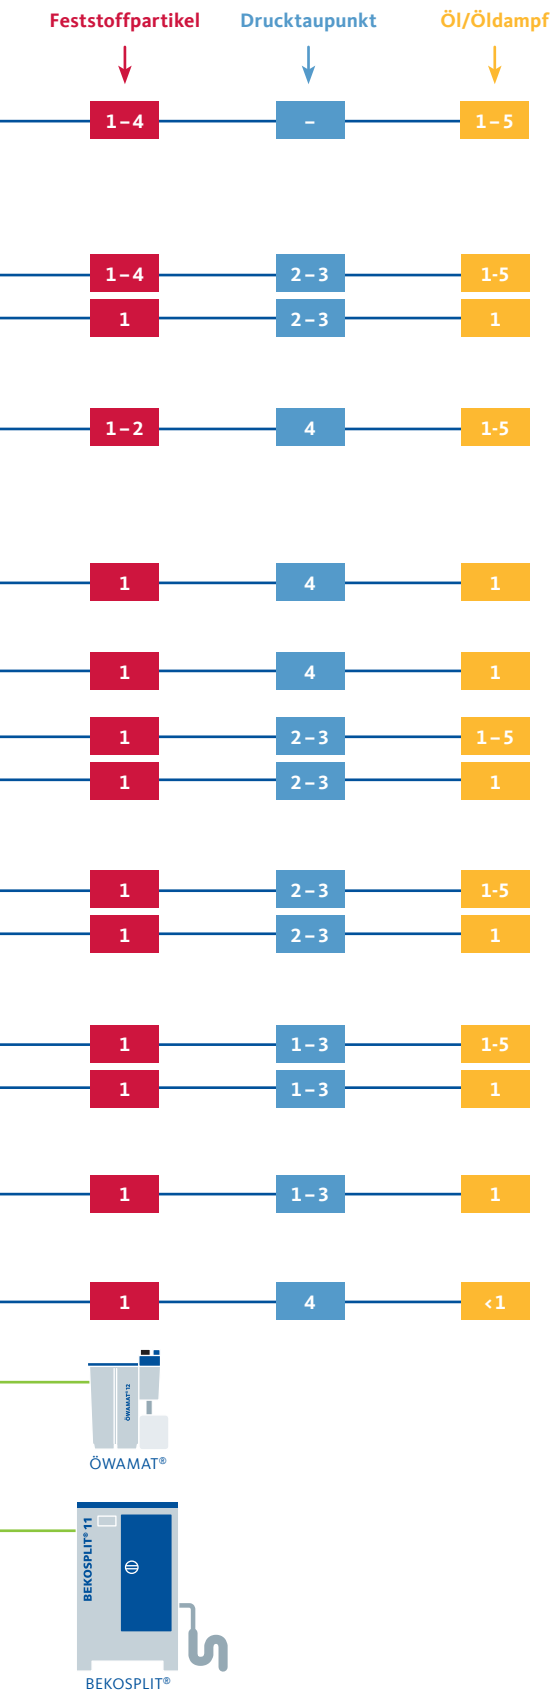 Feststoffpartikel Drucktaupunkt Öl/Öldampf
1 – 4 – 1 – 5
1 – 4 2 – 3 1-5
1 2 – 3 1
1 – 2 4 1-5
1 4 1
1 4 1
1 2 – 3 1 – 5
1 2 – 3 1
1 2 – 3 1-5
1 2 – 3 1
1 1 – 3 1-5
1 1 – 3 1
1 1 – 3 1
1 4 <1
ÖWAMAT® 12
ÖWAMAT®
BEKOSPLIT® 11
BEKOSPLIT®